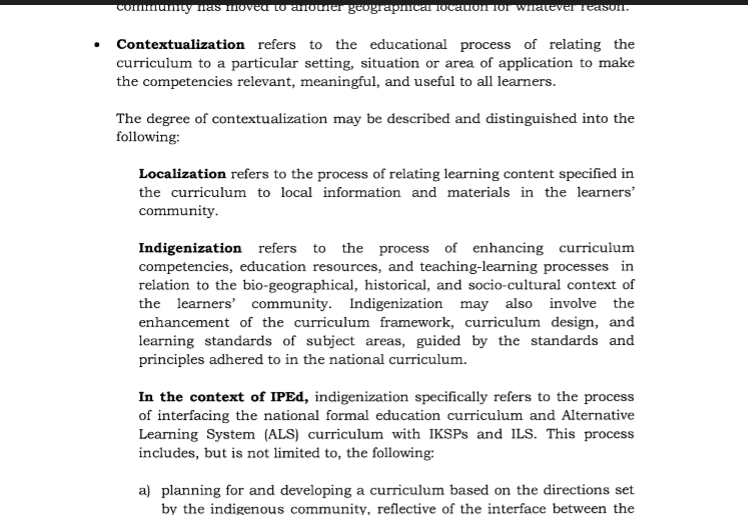 community has moved to another geographical location for whatever reason.
• Contextualization refers to the educational process of relating the
curriculum to a particular setting, situation or area of application to make
the competencies relevant, meaningful, and useful to all learners.
The degree of contextualization may be described and distinguished into the
following:
Localization refers to the process of relating learning content specified in
the curriculum to local information and materials in the learners’
community.
Indigenization refers to the process of enhancing curriculum
competencies, education resources, and teaching-learning processes in
relation to the bio-geographical, historical, and socio-cultural context of
the learners’ community. Indigenization may also involve the
enhancement of the curriculum framework, curriculum design, and
learning standards of subject areas, guided by the standards and
principles adhered to in the national curriculum.
In the context of IPEd, indigenization specifically refers to the process
of interfacing the national formal education curriculum and Alternative
Learning System (ALS) curriculum with IKSPs and ILS. This process
includes, but is not limited to, the following:
a) planning for and developing a curriculum based on the directions set
by the indigenous community, reflective of the interface between the